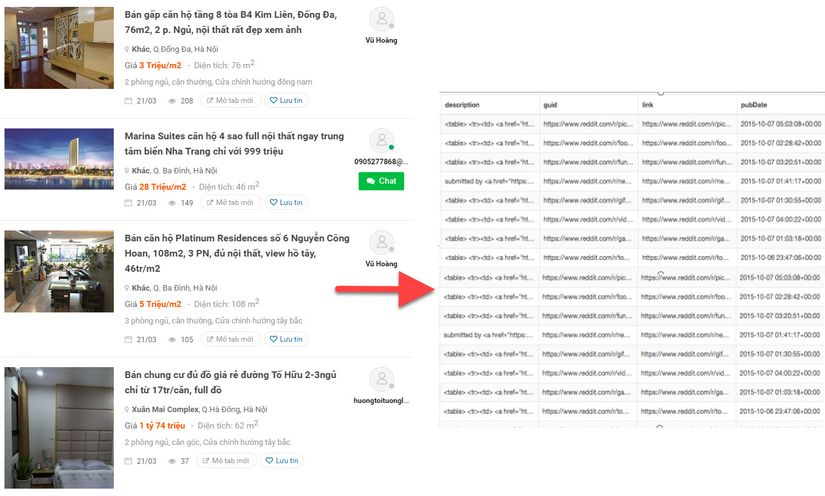 Bán gấp căn hộ tầng 8 tòa B4 Kim Liên, Đống Đa,
76m2, 2 p. Ngủ, nội thất rất đẹp xem ảnh
Khác, Q.Đống Đa, Hà Nội
Giá 3 Triệu/m2 - Diện tích: 76 m2
2 phòng ngủ, căn thường, Cửa chính hướng đông nam
21/03 208 Mở tab mới Lưu tin
Vũ Hoàng
Marina Suites căn hộ 4 sao full nội thất ngay trung
tâm biển Nha Trang chỉ với 999 triệu
Khác, Q. Ba Đình, Hà Nội
Giá 28 Triệu/m2 - Diện tích: 46 m2
21/03 149 Mở tab mới Lưu tin
0905277868@...
Chat
Bán căn hộ Platinum Residences số 6 Nguyễn Công
Hoan, 108m2, 3 PN, đủ nội thất, view hồ tây,
46tr/m2
Khác, Q. Ba Đình, Hà Nội
Giá 5 Triệu/m2 - Diện tích: 108 m2
3 phòng ngủ, căn thường, Cửa chính hướng tây bắc
21/03 105 Mở tab mới Lưu tin
Vũ Hoàng
Bán chung cư đủ đồ giá rẻ đường Tố Hữu 2-3ngủ
chỉ từ 17tr/căn, full đồ
Xuân Mai Complex, Q.Hà Đông, Hà Nội
Giá 1 tỷ 74 triệu - Diện tích: 62 m2
2 phòng ngủ, căn góc, Cửa chính hướng tây bắc
21/03 37 Mở tab mới Lưu tin
huongtoituongl...
description guid link pubDate
<table> <tr><td> <a href="ht... https://www.reddit.com/r/pic... https://www.reddit.com/r/pic... 2015-10-07 05:03:08+00:00
<table> <tr><td> <a href="ht... https://www.reddit.com/r/foo... https://www.reddit.com/r/foo... 2015-10-07 02:28:42+00:00
<table> <tr><td> <a href="ht... https://www.reddit.com/r/fun... https://www.reddit.com/r/fun... 2015-10-07 03:20:51+00:00
submitted by <a href="https:... https://www.reddit.com/r/ne... https://www.reddit.com/r/ne... 2015-10-07 01:41:17+00:00
<table> <tr><td> <a href="ht... https://www.reddit.com/r/gif... https://www.reddit.com/r/gif... 2015-10-07 01:30:55+00:00
<table> <tr><td> <a href="ht... https://www.reddit.com/r/vid... https://www.reddit.com/r/vid... 2015-10-07 04:00:22+00:00
<table> <tr><td> <a href="ht... https://www.reddit.com/r/ga... https://www.reddit.com/r/ga... 2015-10-07 01:03:18+00:00
<table> <tr><td> <a href="ht... https://www.reddit.com/r/to... https://www.reddit.com/r/to... 2015-10-06 23:47:06+00:00
<table> <tr><td> <a href="ht... https://www.reddit.com/r/pic... https://www.reddit.com/r/pic... 2015-10-07 05:03:08+00:00
<table> <tr><td> <a href="ht... https://www.reddit.com/r/foo... https://www.reddit.com/r/foo... 2015-10-07 02:28:42+00:00
<table> <tr><td> <a href="ht... https://www.reddit.com/r/fun... https://www.reddit.com/r/fun... 2015-10-07 03:20:51+00:00
submitted by <a href="https:... https://www.reddit.com/r/ne... https://www.reddit.com/r/ne... 2015-10-07 01:41:17+00:00
<table> <tr><td> <a href="ht... https://www.reddit.com/r/gif... https://www.reddit.com/r/gif... 2015-10-07 01:30:55+00:00
<table> <tr><td> <a href="ht... https://www.reddit.com/r/vid... https://www.reddit.com/r/vid... 2015-10-07 04:00:22+00:00
<table> <tr><td> <a href="ht... https://www.reddit.com/r/ga... https://www.reddit.com/r/ga... 2015-10-07 01:03:18+00:00
<table> <tr><td> <a href="ht... https://www.reddit.com/r/to... https://www.reddit.com/r/to... 2015-10-06 23:47:06+00:00